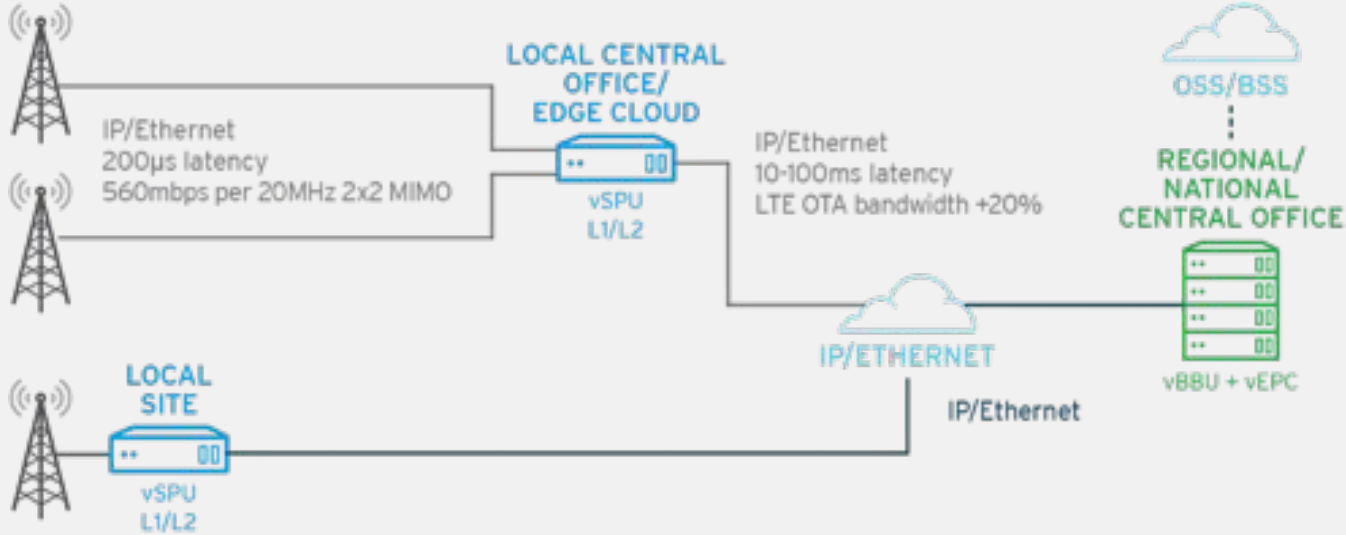 LOCAL CENTRAL
OFFICE/
EDGE CLOUD
vSPU
L1/L2
IP/Ethernet
200µs latency
560mbps per 20MHz 2x2 MIMO
IP/Ethernet
10-100ms latency
LTE OTA bandwidth +20%
OSS/BSS
REGIONAL/
NATIONAL
CENTRAL OFFICE
vBBU + vEPC
IP/ETHERNET
IP/Ethernet
LOCAL
SITE
vSPU
L1/L2